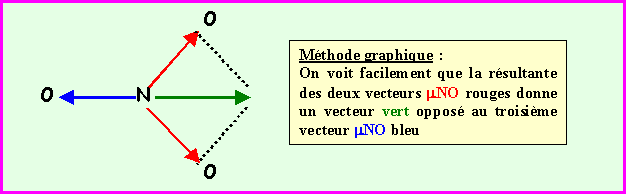 O
O
N
O
Méthode graphique :
On voit facilement que la résultante
des deux vecteurs µNO rouges donne
un vecteur vert opposé au troisième
vecteur µNO bleu